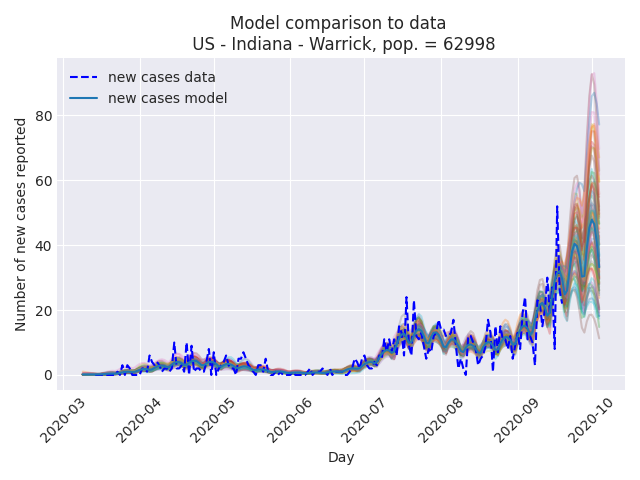 Model comparison to data
US - Indiana - Warrick, pop. = 62998
new cases data
new cases model
Number of new cases reported
80
60
40
20
0
2020-03
2020-04
2020-05
2020-06
2020-07
2020-08
2020-09
2020-10
Day